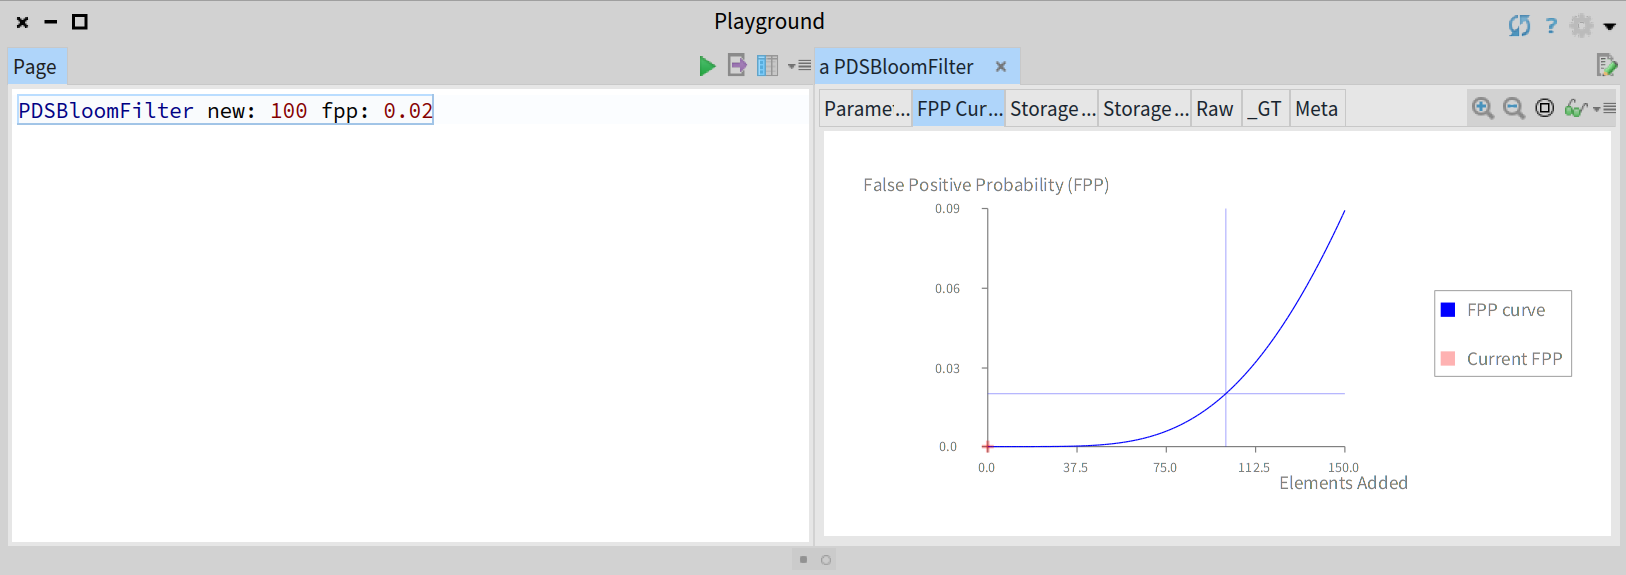 Playground
?
Page
a PDSBloomFilter ×
PDSBloomFilter new: 100 fpp: 0.02
Parame... FPP Cur... Storage... Storage... Raw _GT Meta
False Positive Probability (FPP)
0.09
0.06
0.03
0.0
0.0 37.5 75.0 112.5 150.0
Elements Added
FPP curve
Current FPP